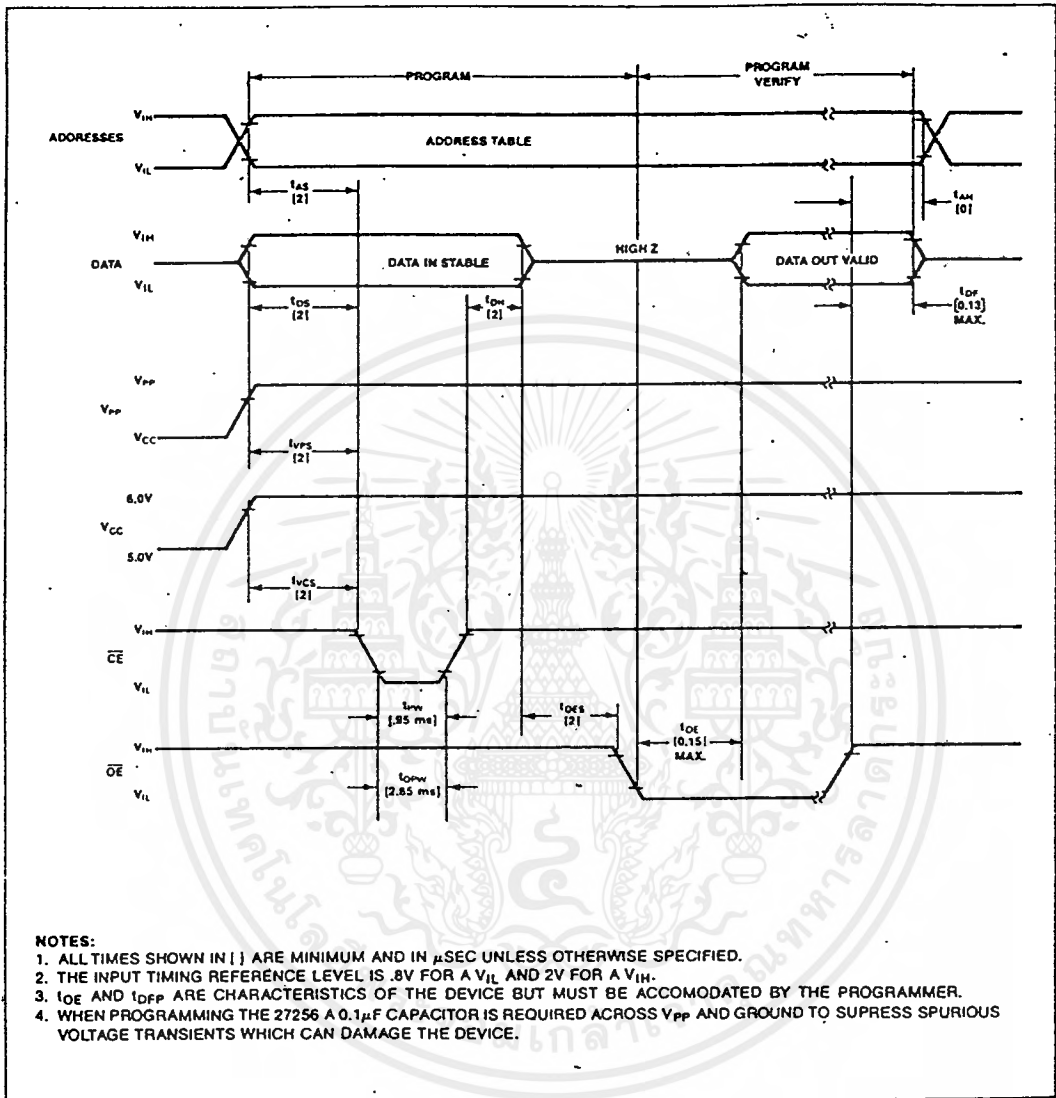 PROGRAM
PROGRAM
VERIFY
VIH
ADDRESSES
ADDRESS TABLE
VIL
tAS
[2]
tAH
[0]
VIH
DATA
DATA IN STABLE
HIGH Z
DATA OUT VALID
VIL
tDS
[2]
tDH
[2]
tDF
[0.13]
MAX.
VPP
VPP
VCC
tVPS
[2]
6.0V
VCC
5.0V
tVCS
[2]
VIH
CE
VIL
tPW
[.95 ms]
tOES
[2]
tOE
[0.15]
MAX.
VIH
OE
VIL
tOPW
[2.85 ms]
NOTES:
1. ALL TIMES SHOWN IN [ ] ARE MINIMUM AND IN μSEC UNLESS OTHERWISE SPECIFIED.
2. THE INPUT TIMING REFERENCE LEVEL IS .8V FOR A VIL AND 2V FOR A VIH.
3. tOE AND tDFP ARE CHARACTERISTICS OF THE DEVICE BUT MUST BE ACCOMODATED BY THE PROGRAMMER.
4. WHEN PROGRAMMING THE 27256 A 0.1μF CAPACITOR IS REQUIRED ACROSS VPP AND GROUND TO SUPRESS SPURIOUS
VOLTAGE TRANSIENTS WHICH CAN DAMAGE THE DEVICE.